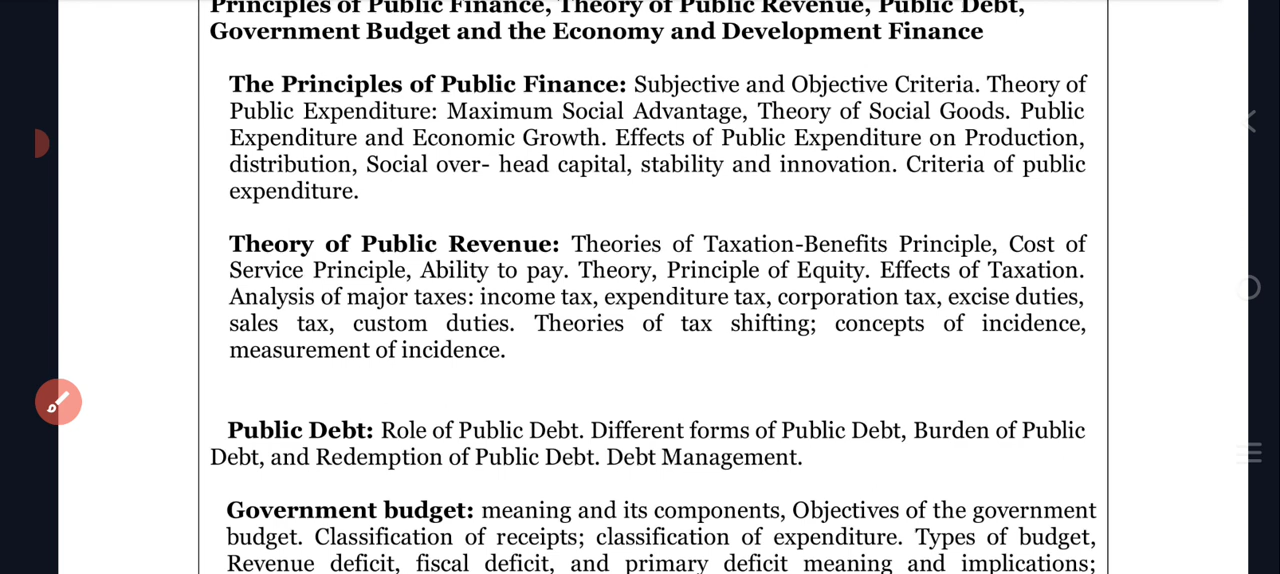 Principles of Public Finance, Theory of Public Revenue, Public Debt,
Government Budget and the Economy and Development Finance
The Principles of Public Finance: Subjective and Objective Criteria. Theory of
Public Expenditure: Maximum Social Advantage, Theory of Social Goods. Public
Expenditure and Economic Growth. Effects of Public Expenditure on Production,
distribution, Social over- head capital, stability and innovation. Criteria of public
expenditure.
Theory of Public Revenue: Theories of Taxation-Benefits Principle, Cost of
Service Principle, Ability to pay. Theory, Principle of Equity. Effects of Taxation.
Analysis of major taxes: income tax, expenditure tax, corporation tax, excise duties,
sales tax, custom duties. Theories of tax shifting; concepts of incidence,
measurement of incidence.
Public Debt: Role of Public Debt. Different forms of Public Debt, Burden of Public
Debt, and Redemption of Public Debt. Debt Management.
Government budget: meaning and its components, Objectives of the government
budget. Classification of receipts; classification of expenditure. Types of budget,
Revenue deficit, fiscal deficit, and primary deficit meaning and implications;